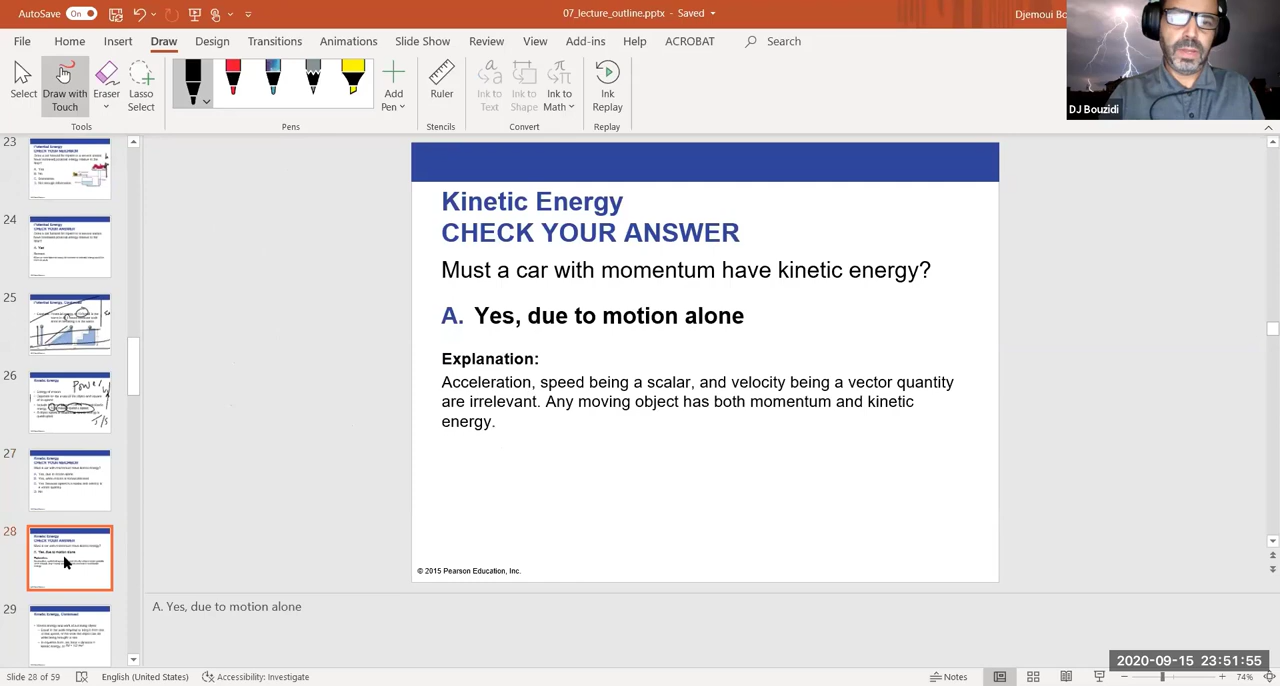 AutoSave On 07_lecture_outline.pptx - Saved Djemoui Bo
File Home Insert Draw Design Transitions Animations Slide Show Review View Add-ins Help ACROBAT Search
Select Draw with Touch Eraser Lasso Select Add Pen Ruler Ink to Text Ink to Shape Ink to Math Ink Replay
Tools Pens Stencils Convert Replay
DJ Bouzidi
23
24
25
26
27
28
29
Kinetic Energy
CHECK YOUR ANSWER
Must a car with momentum have kinetic energy?
A. Yes, due to motion alone
Explanation:
Acceleration, speed being a scalar, and velocity being a vector quantity
are irrelevant. Any moving object has both momentum and kinetic
energy.
© 2015 Pearson Education, Inc.
A. Yes, due to motion alone
2020-09-15 23:51:55
Slide 28 of 59 English (United States) Accessibility: Investigate Notes 74%